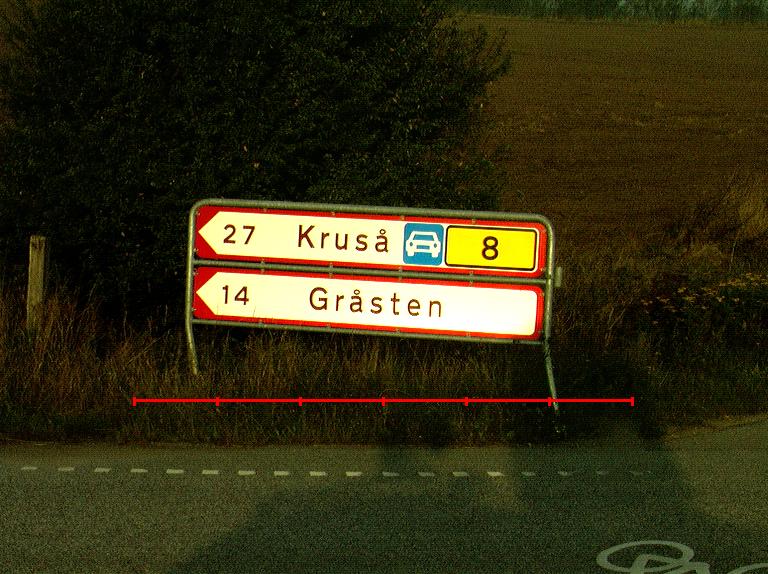 27 Kruså 8
14 Gråsten